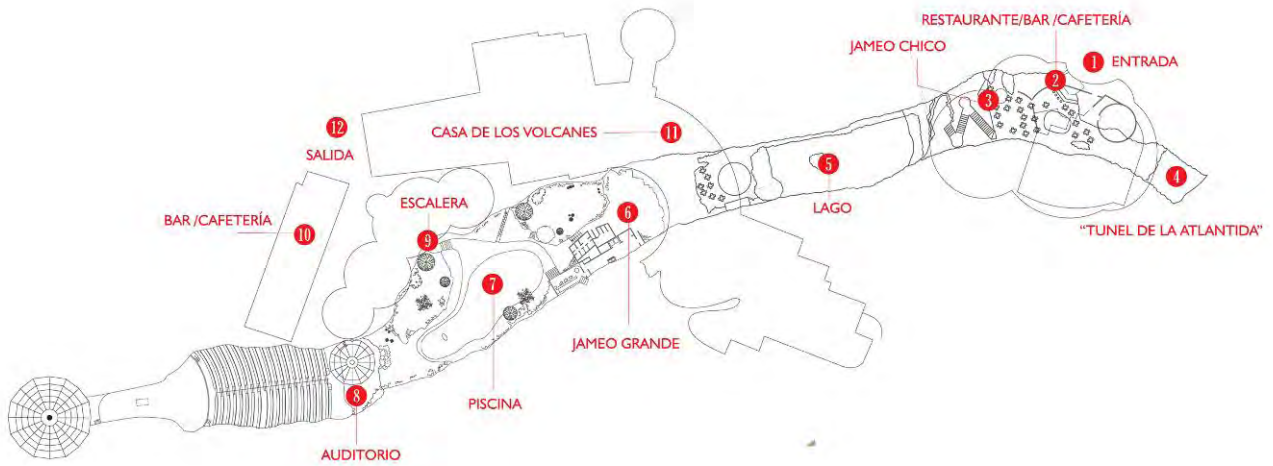 RESTAURANTE/BAR /CAFETERÍA
JAMEO CHICO
1 ENTRADA
2
3
12
SALIDA
CASA DE LOS VOLCANES 11
5
LAGO
4
"TUNEL DE LA ATLANTIDA"
BAR /CAFETERÍA 10
ESCALERA
9
6
7
JAMEO GRANDE
PISCINA
8
AUDITORIO